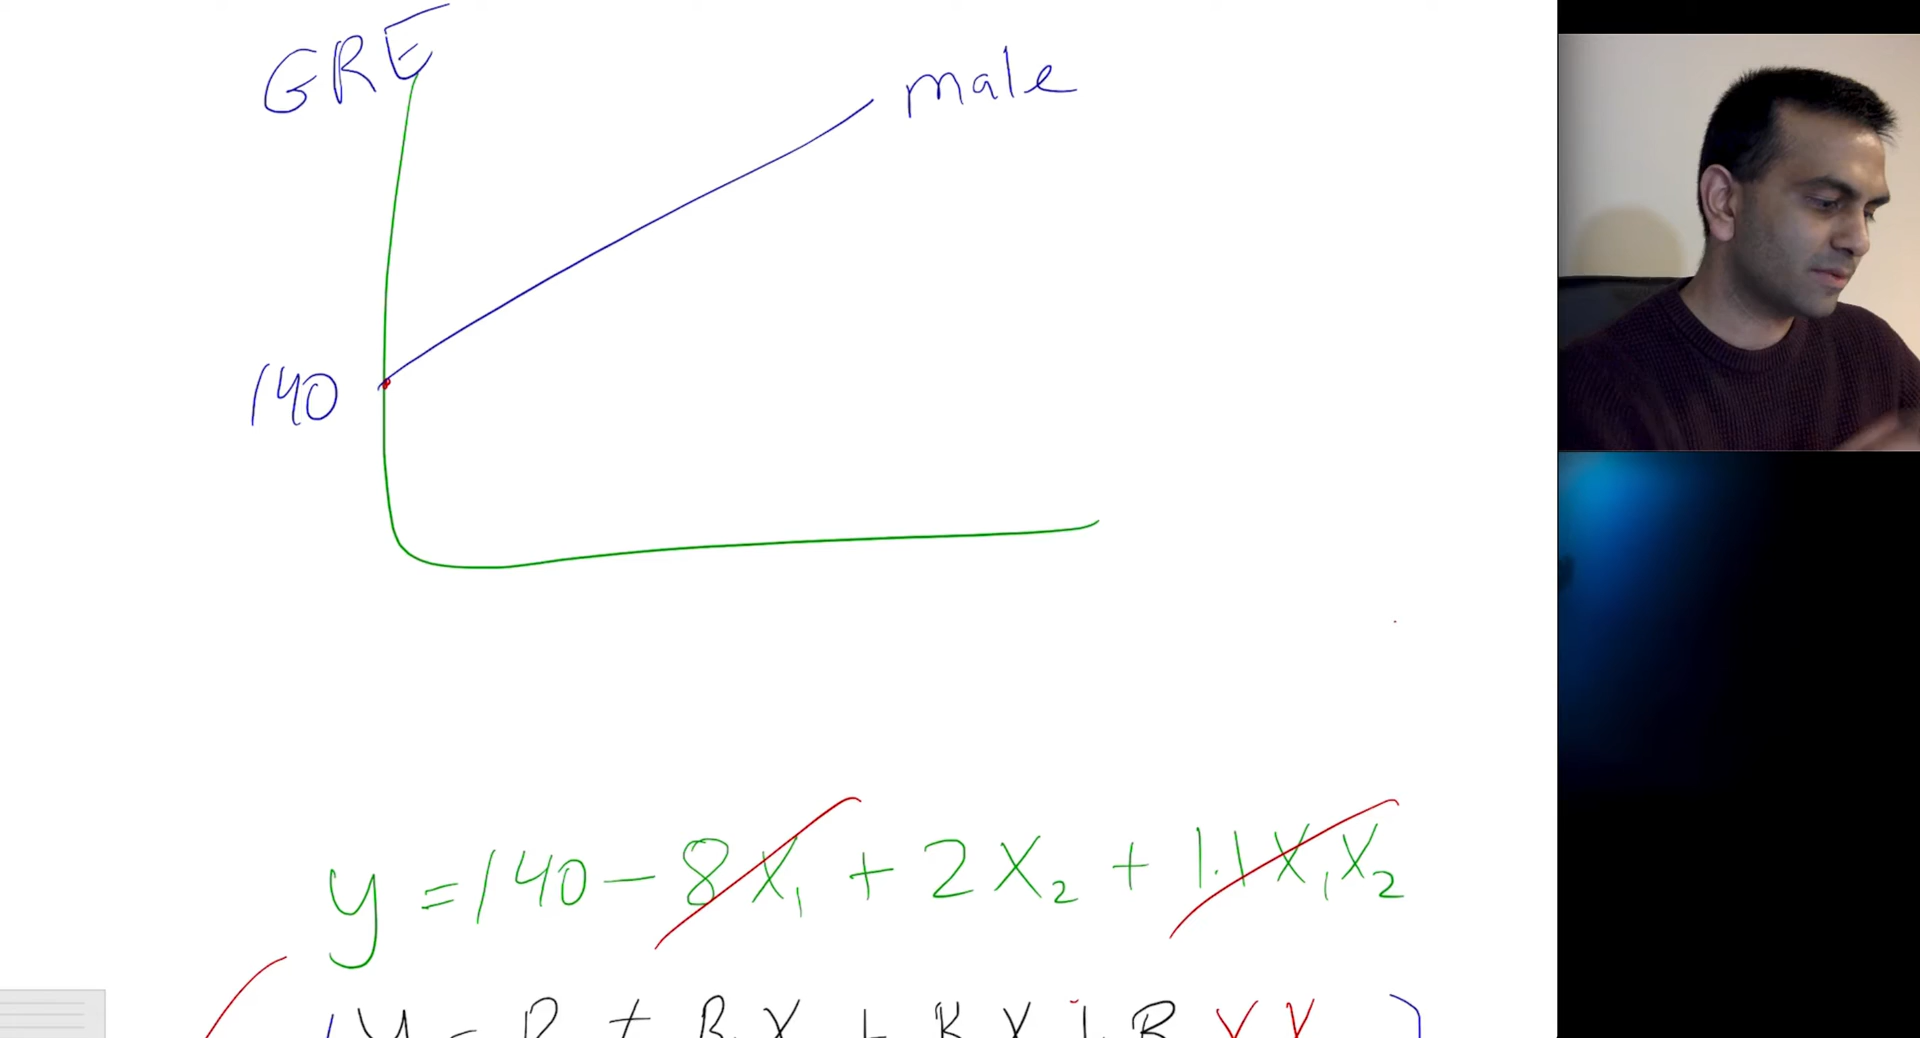 GRE
male
140
y = 140 - 8X₁ + 2X₂ + 1.1X₁X₂